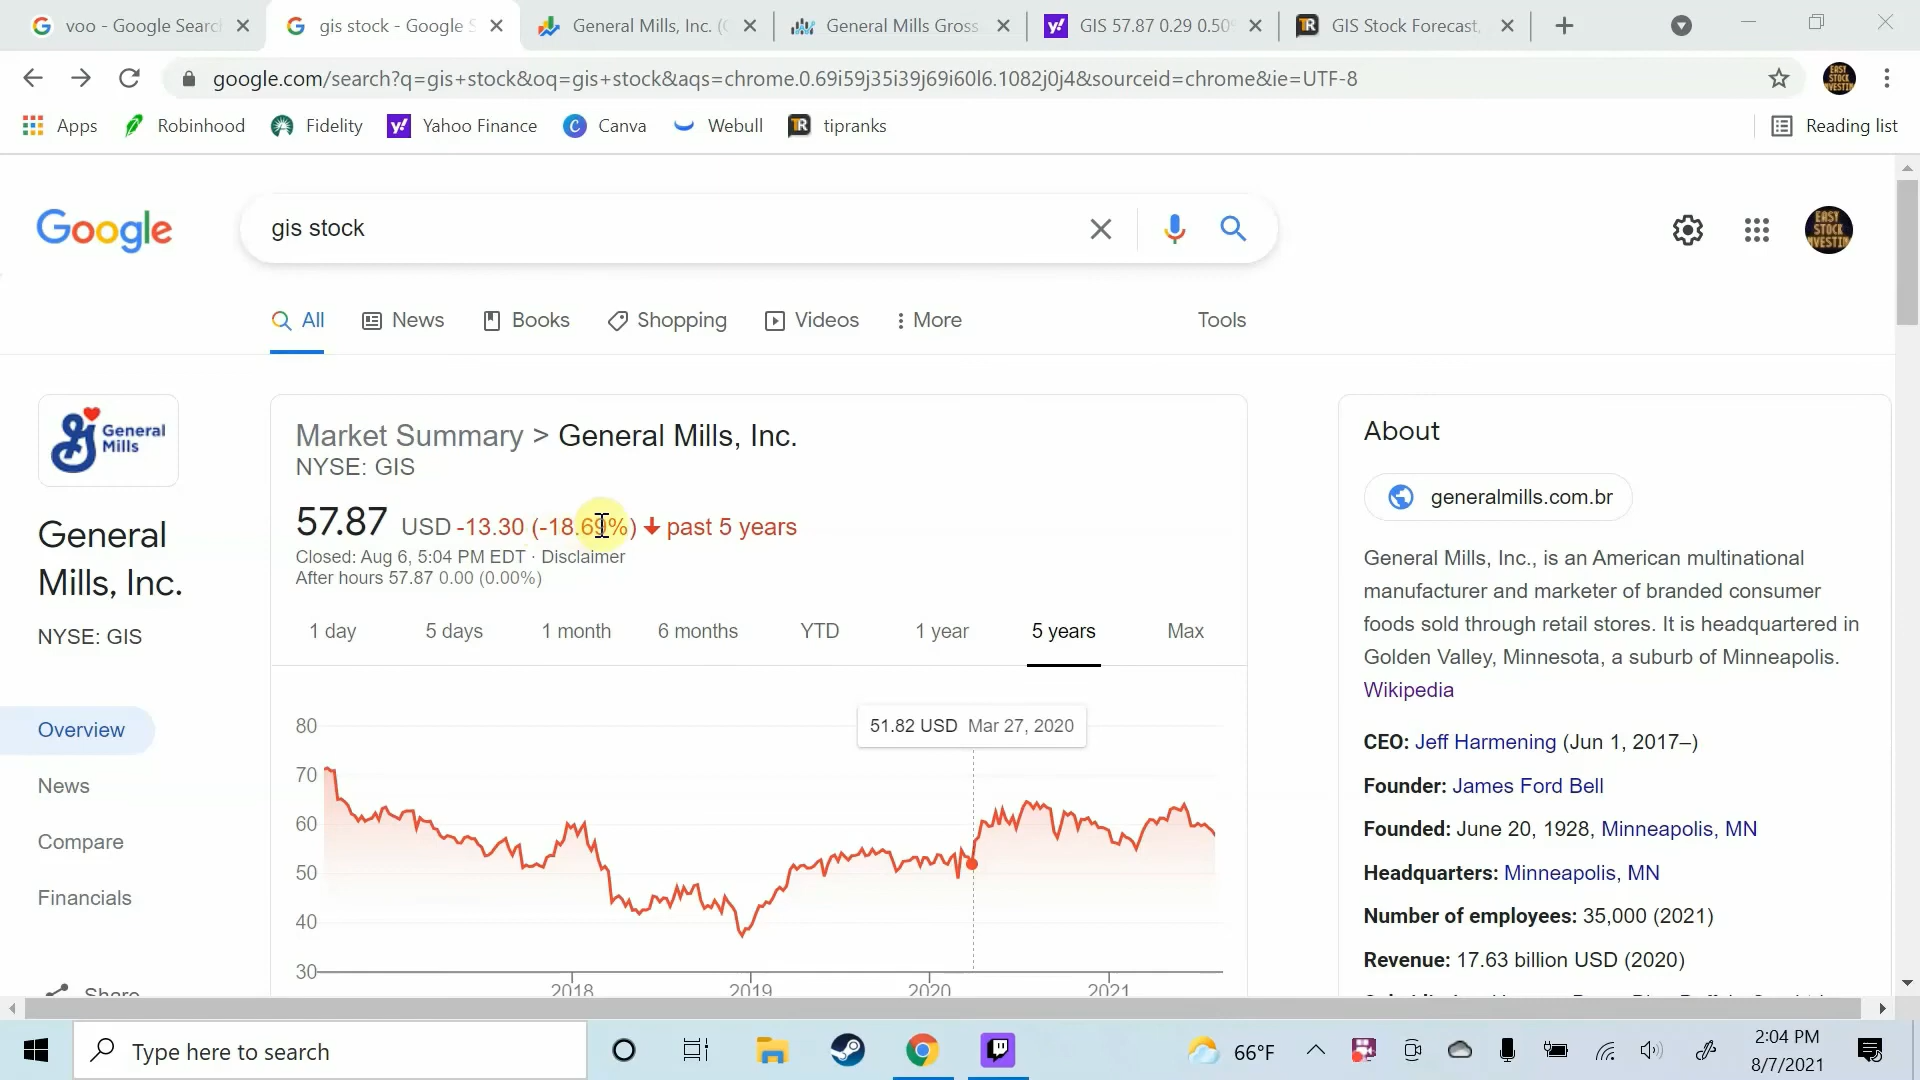 voo - Google Searc
gis stock - Google S
General Mills, Inc. (
General Mills Gross
GIS 57.87 0.29 0.50
GIS Stock Forecast,
google.com/search?q=gis+stock&oq=gis+stock&aqs=chrome.0.69i59j35i39j69i60l6.1082j0j4&sourceid=chrome&ie=UTF-8
Apps
Robinhood
Fidelity
Yahoo Finance
Canva
Webull
TR tipranks
Reading list
Google
gis stock
EASY STOCK INVESTIN
All
News
Books
Shopping
Videos
More
Tools
General Mills
General
Mills, Inc.
NYSE: GIS
Overview
News
Compare
Financials
Share
Market Summary > General Mills, Inc.
NYSE: GIS
57.87 USD -13.30 (-18.69%) past 5 years
Closed: Aug 6, 5:04 PM EDT · Disclaimer
After hours 57.87 0.00 (0.00%)
1 day
5 days
1 month
6 months
YTD
1 year
5 years
Max
51.82 USD Mar 27, 2020
80
70
60
50
40
30
2018
2019
2020
2021
About
generalmills.com.br
General Mills, Inc., is an American multinational
manufacturer and marketer of branded consumer
foods sold through retail stores. It is headquartered in
Golden Valley, Minnesota, a suburb of Minneapolis.
Wikipedia
CEO: Jeff Harmening (Jun 1, 2017–)
Founder: James Ford Bell
Founded: June 20, 1928, Minneapolis, MN
Headquarters: Minneapolis, MN
Number of employees: 35,000 (2021)
Revenue: 17.63 billion USD (2020)
Type here to search
66°F
2:04 PM
8/7/2021